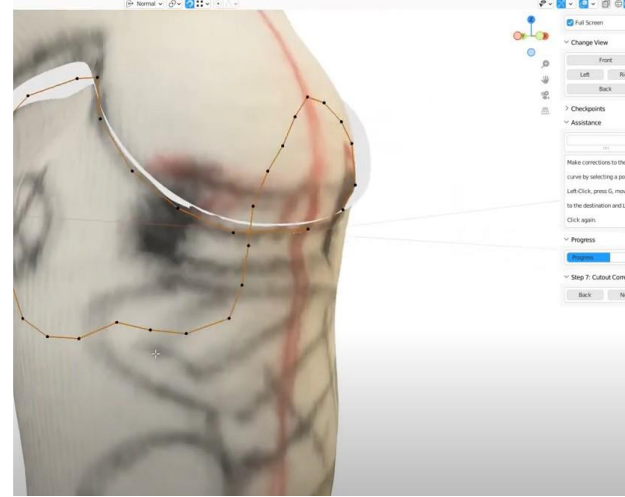 Normal
Full Screen
Change View
Front
Left
Back
Checkpoints
Assistance
Make corrections to the
curve by selecting a po
Left-Click, press G, mov
to the destination and L
Click again.
Progress
Progress
Step 7: Cutout Corr
Back